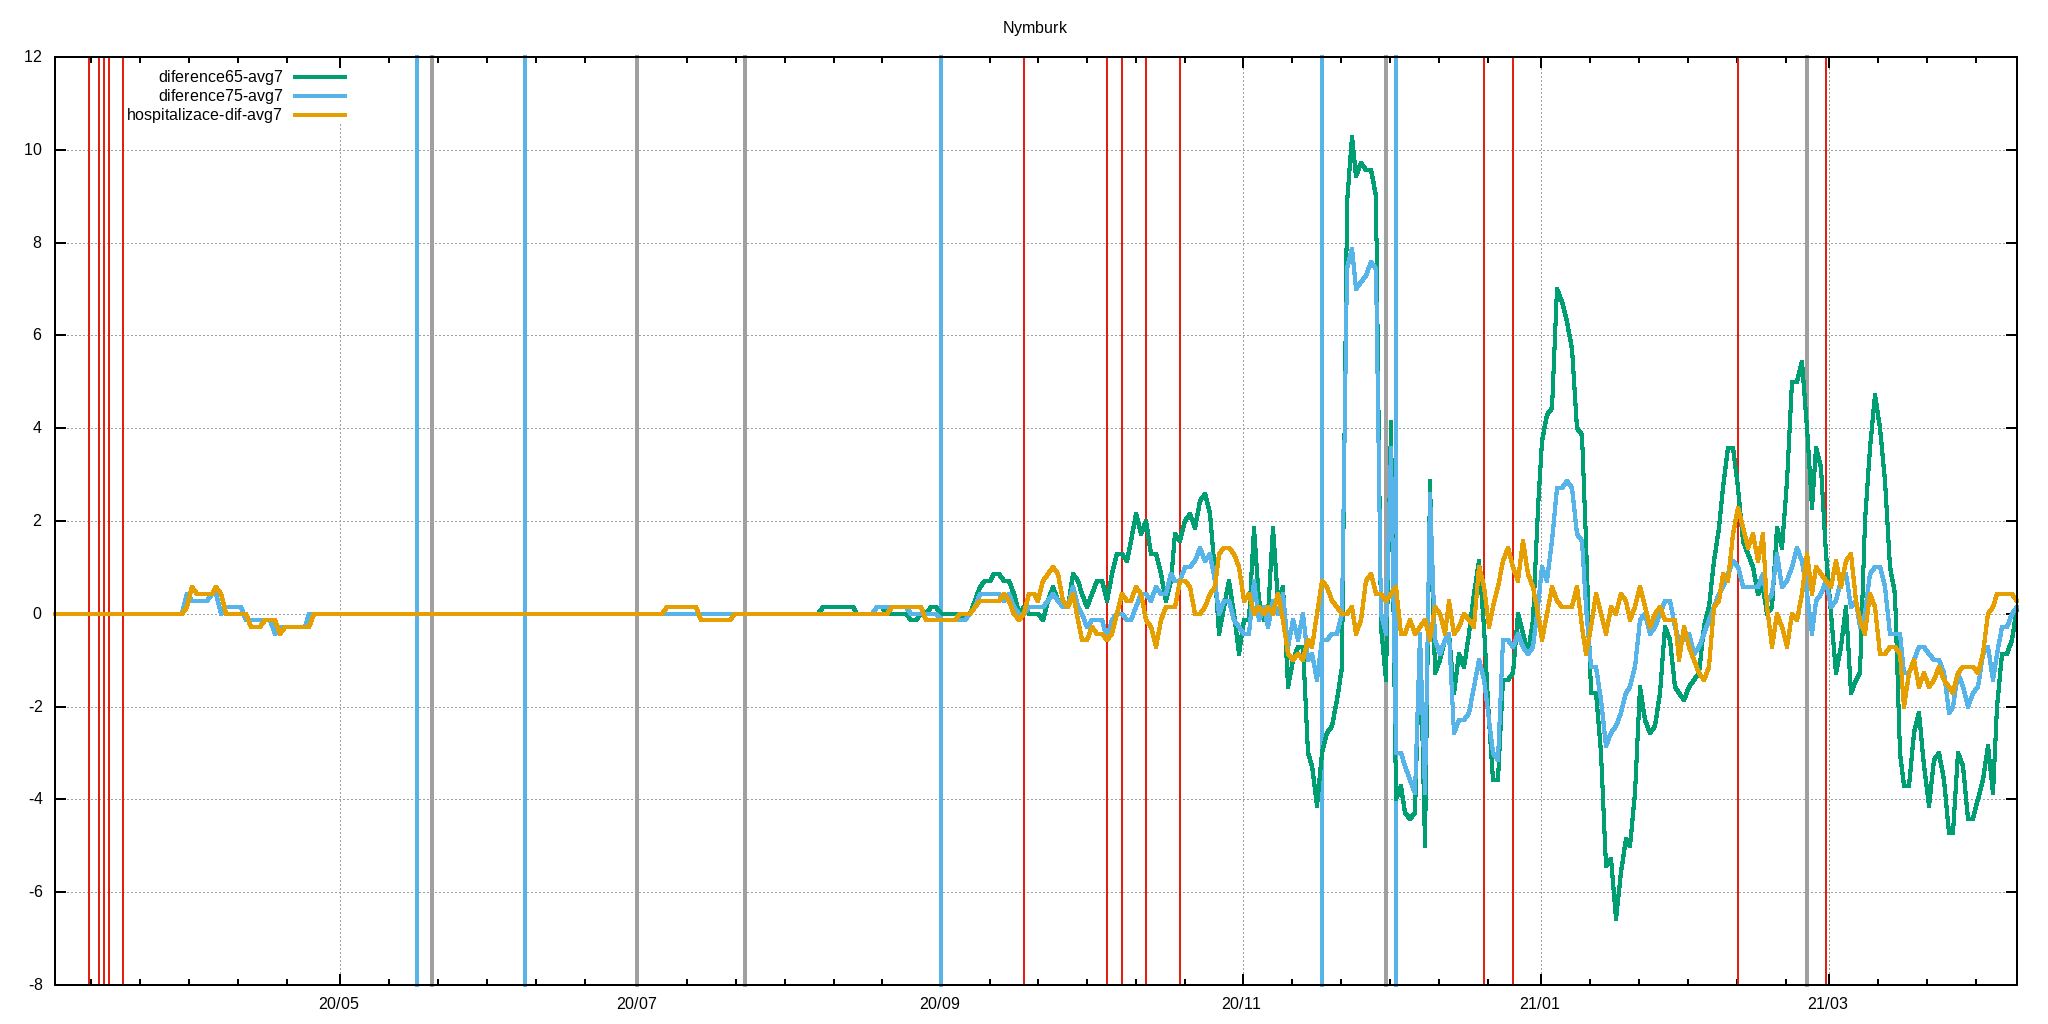 Nymburk
diference65-avg7
diference75-avg7
hospitalizace-dif-avg7
12
10
8
6
4
2
0
-2
-4
-6
-8
20/05 20/07 20/09 20/11 21/01 21/03